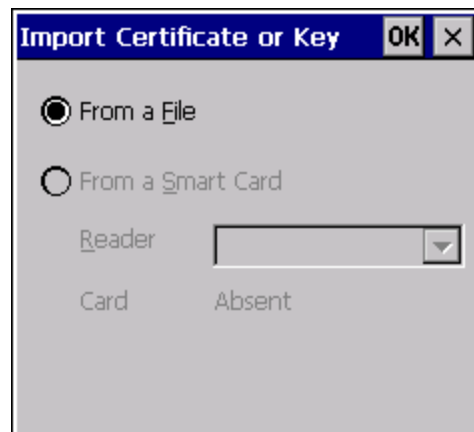 Import Certificate or Key OK ×
From a File
From a Smart Card
Reader
Card Absent